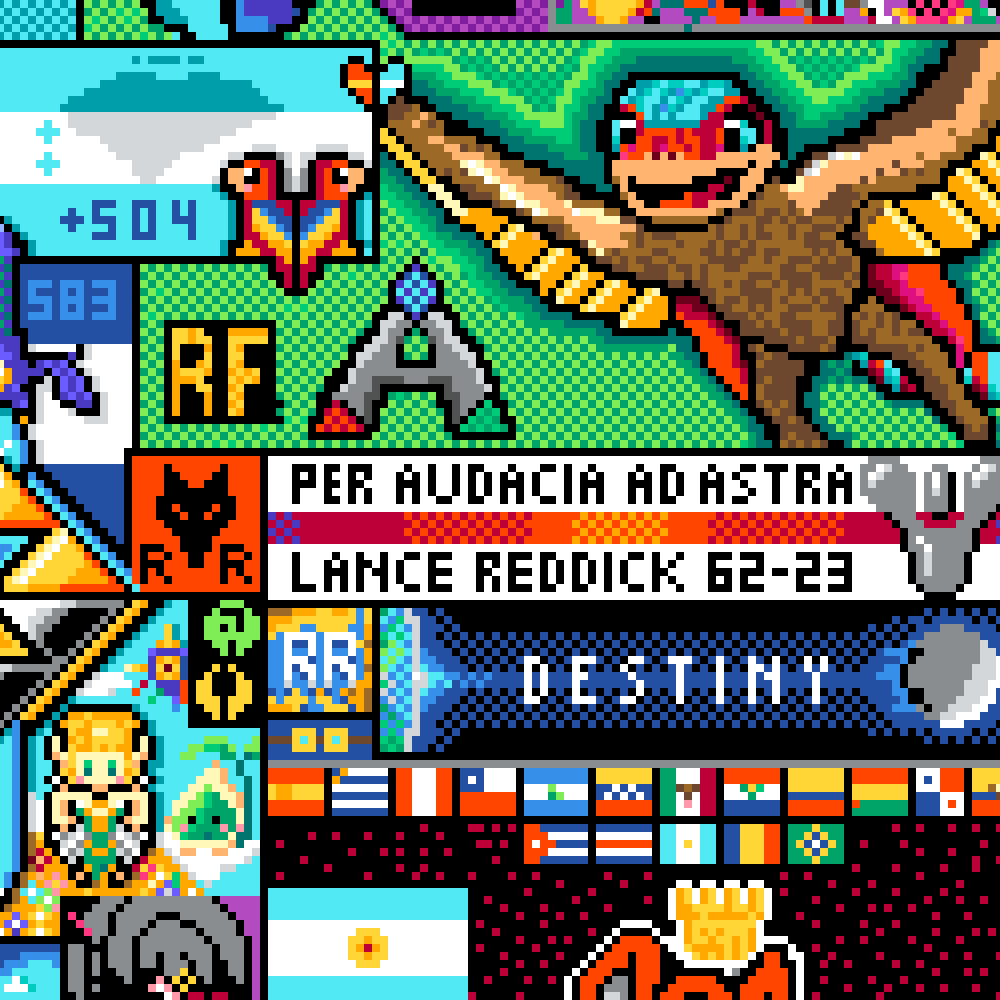 +504
583
RF
A
PER AUDACIA AD ASTRA
R R
LANCE REDDICK 62-23
RR
DESTINY